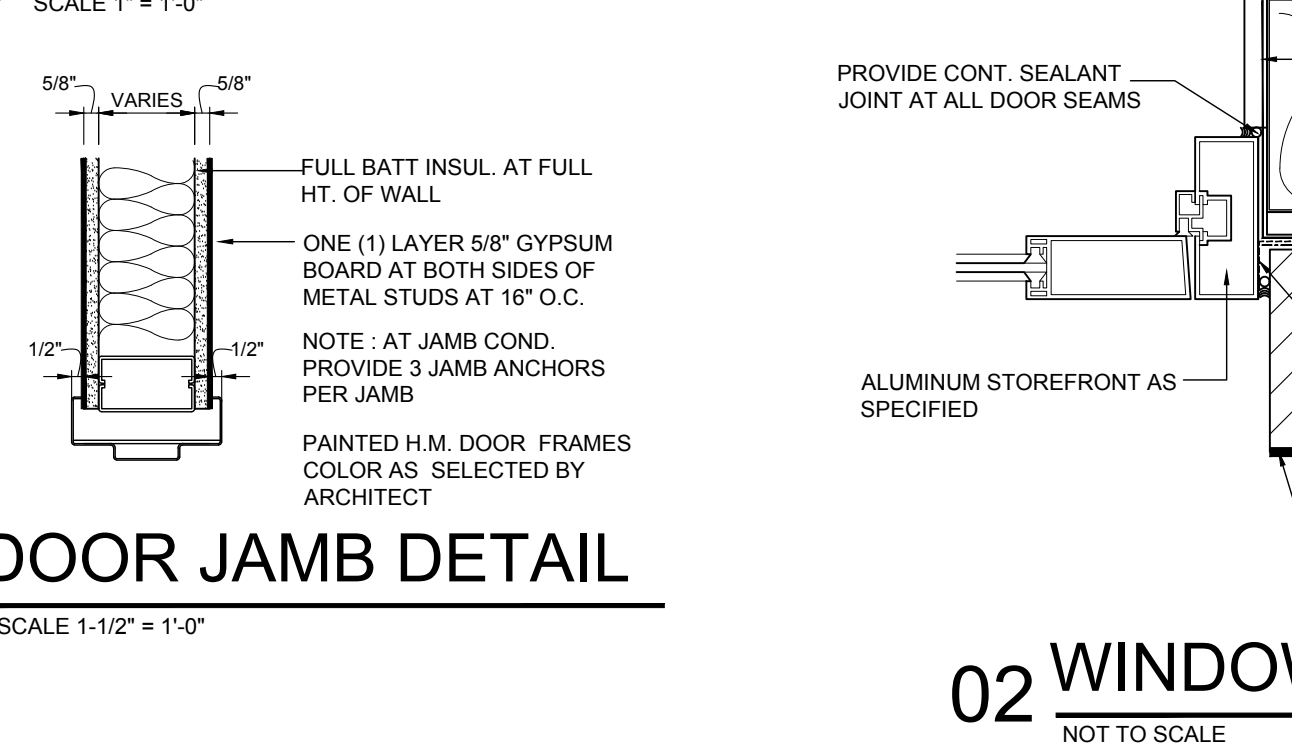 SCALE 1" = 1'-0"
5/8"
VARIES
5/8"
FULL BATT INSUL. AT FULL
HT. OF WALL
ONE (1) LAYER 5/8" GYPSUM
BOARD AT BOTH SIDES OF
METAL STUDS AT 16" O.C.
1/2"
1/2"
NOTE : AT JAMB COND.
PROVIDE 3 JAMB ANCHORS
PER JAMB
PAINTED H.M. DOOR FRAMES
COLOR AS SELECTED BY
ARCHITECT
DOOR JAMB DETAIL
SCALE 1-1/2" = 1'-0"
PROVIDE CONT. SEALANT
JOINT AT ALL DOOR SEAMS
ALUMINUM STOREFRONT AS
SPECIFIED
02
WINDOW
NOT TO SCALE